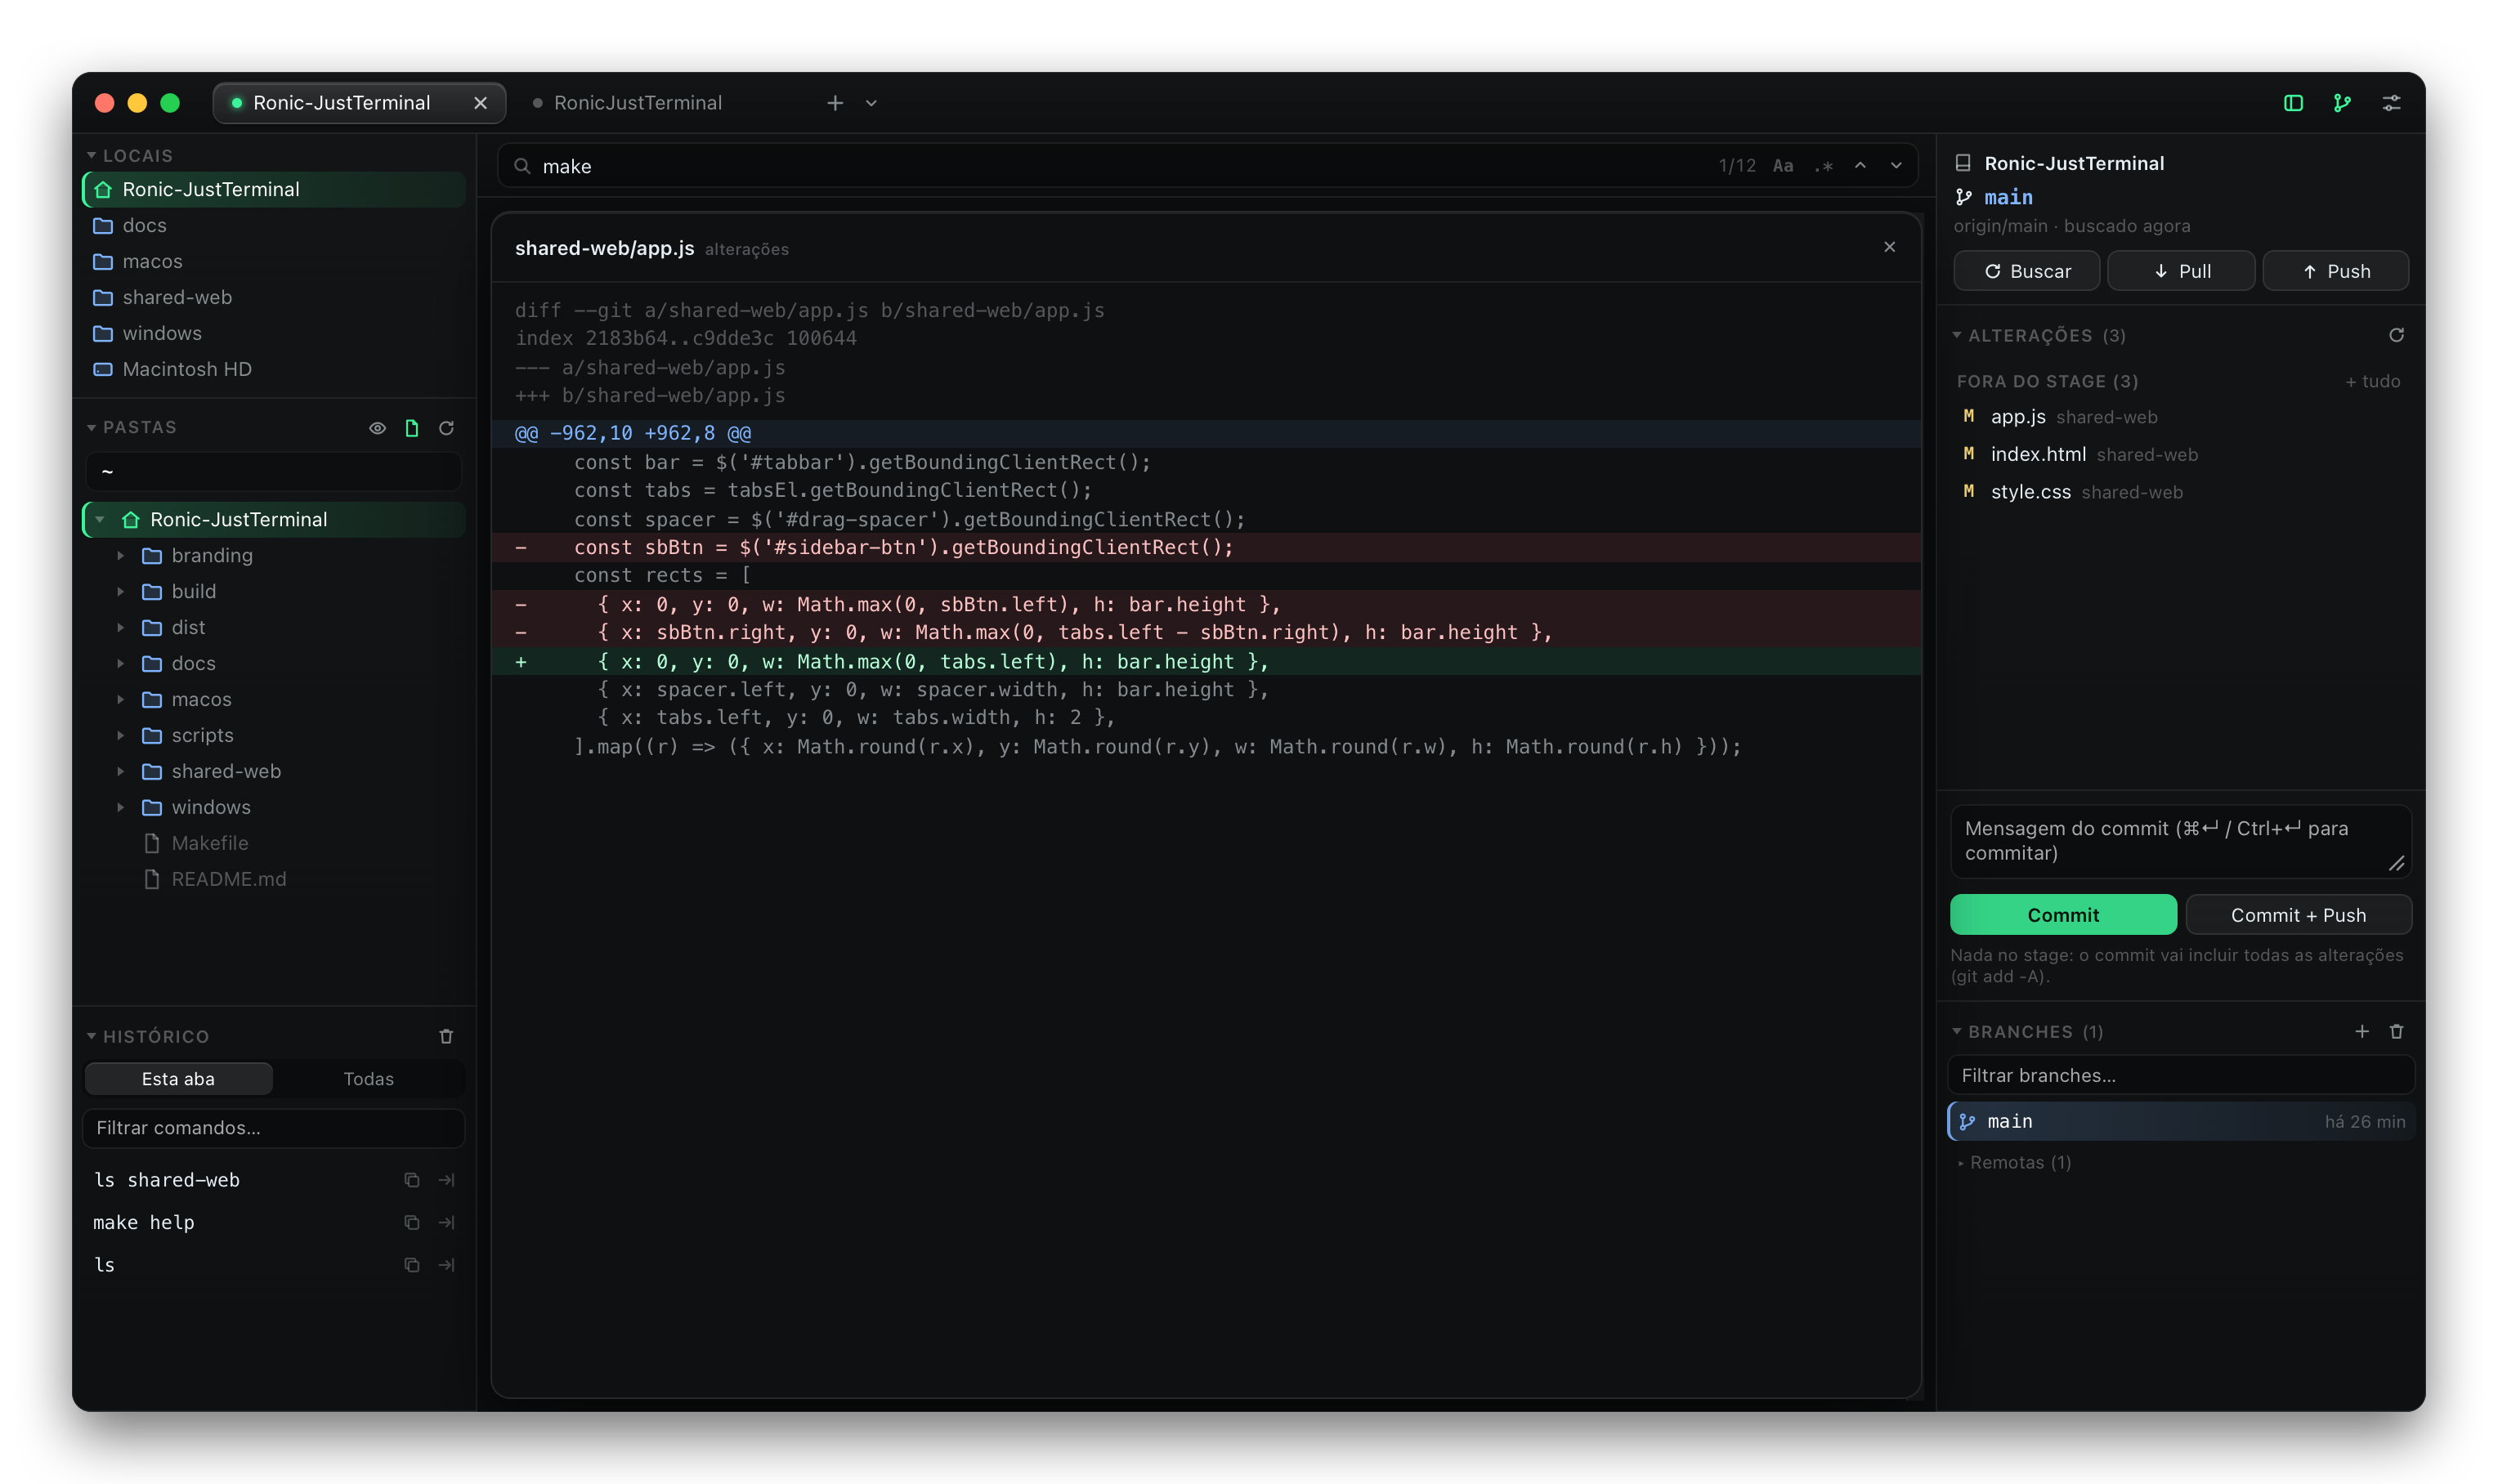 Ronic-JustTerminal
RonicJustTerminal
LOCAIS
Ronic-JustTerminal
docs
macos
shared-web
windows
Macintosh HD
PASTAS
~
Ronic-JustTerminal
branding
build
dist
docs
macos
scripts
shared-web
windows
Makefile
README.md
HISTÓRICO
Esta aba Todas
Filtrar comandos...
ls shared-web
make help
ls
make 1/12 Aa .*
shared-web/app.js alterações
diff --git a/shared-web/app.js b/shared-web/app.js
index 2183b64..c9dde3c 100644
--- a/shared-web/app.js
+++ b/shared-web/app.js
@@ -962,10 +962,8 @@
    const bar = $('#tabbar').getBoundingClientRect();
    const tabs = tabsEl.getBoundingClientRect();
    const spacer = $('#drag-spacer').getBoundingClientRect();
-   const sbBtn = $('#sidebar-btn').getBoundingClientRect();
    const rects = [
-     { x: 0, y: 0, w: Math.max(0, sbBtn.left), h: bar.height },
-     { x: sbBtn.right, y: 0, w: Math.max(0, tabs.left - sbBtn.right), h: bar.height },
+     { x: 0, y: 0, w: Math.max(0, tabs.left), h: bar.height },
      { x: spacer.left, y: 0, w: spacer.width, h: bar.height },
      { x: tabs.left, y: 0, w: tabs.width, h: 2 },
    ].map((r) => ({ x: Math.round(r.x), y: Math.round(r.y), w: Math.round(r.w), h: Math.round(r.h) }));
Ronic-JustTerminal
main
origin/main · buscado agora
Buscar Pull Push
ALTERAÇÕES (3)
FORA DO STAGE (3) + tudo
M app.js shared-web
M index.html shared-web
M style.css shared-web
Mensagem do commit (⌘↵ / Ctrl+↵ para
commitar)
Commit Commit + Push
Nada no stage: o commit vai incluir todas as alterações
(git add -A).
BRANCHES (1)
Filtrar branches...
main há 26 min
Remotas (1)